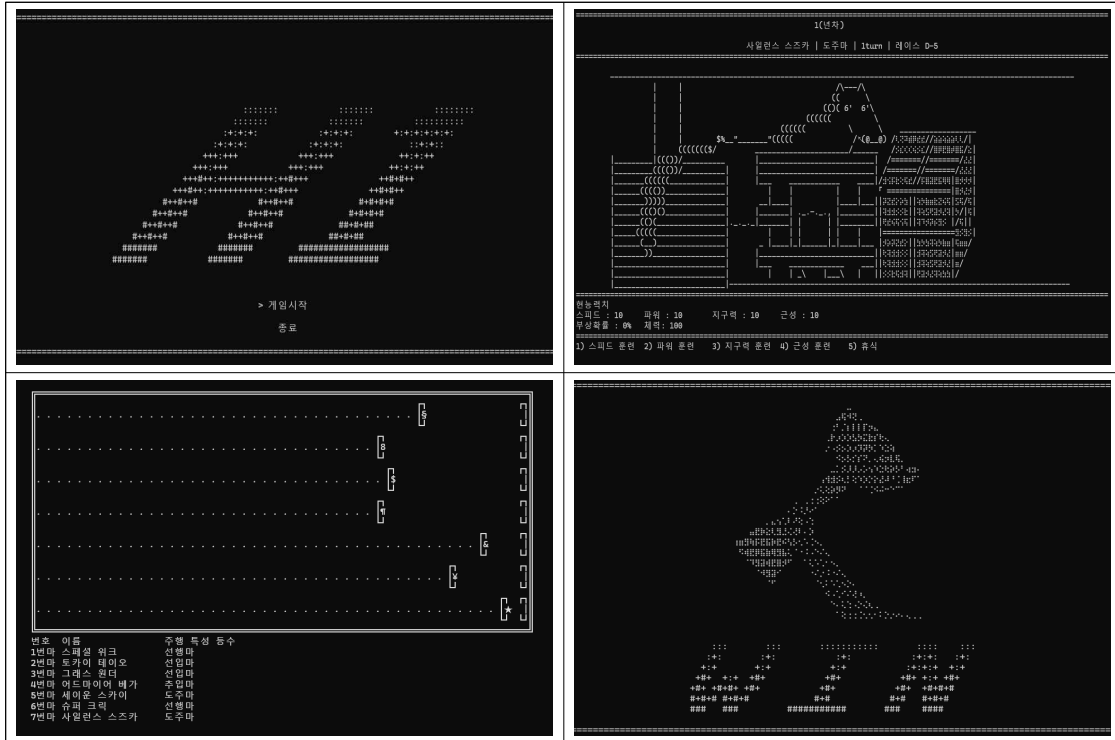 > 게임시작
종료
1(년차)
사일런스 스즈카 | 도주마 | 1turn | 레이스 D-5
현능력치
스피드 : 10 파워 : 10 지구력 : 10 근성 : 10
부상확률 : 0% 체력: 100
1) 스피드 훈련 2) 파워 훈련 3) 지구력 훈련 4) 근성 훈련 5) 휴식
§
8
$
¶
&
¥
★
번호 이름 주행 특성 등수
1번마 스페셜 위크 선행마
2번마 토카이 테이오 선입마
3번마 그래스 원더 선입마
4번마 어드마이어 베가 추입마
5번마 세이운 스카이 도주마
6번마 슈퍼 크릭 선행마
7번마 사일런스 스즈카 도주마
WIN